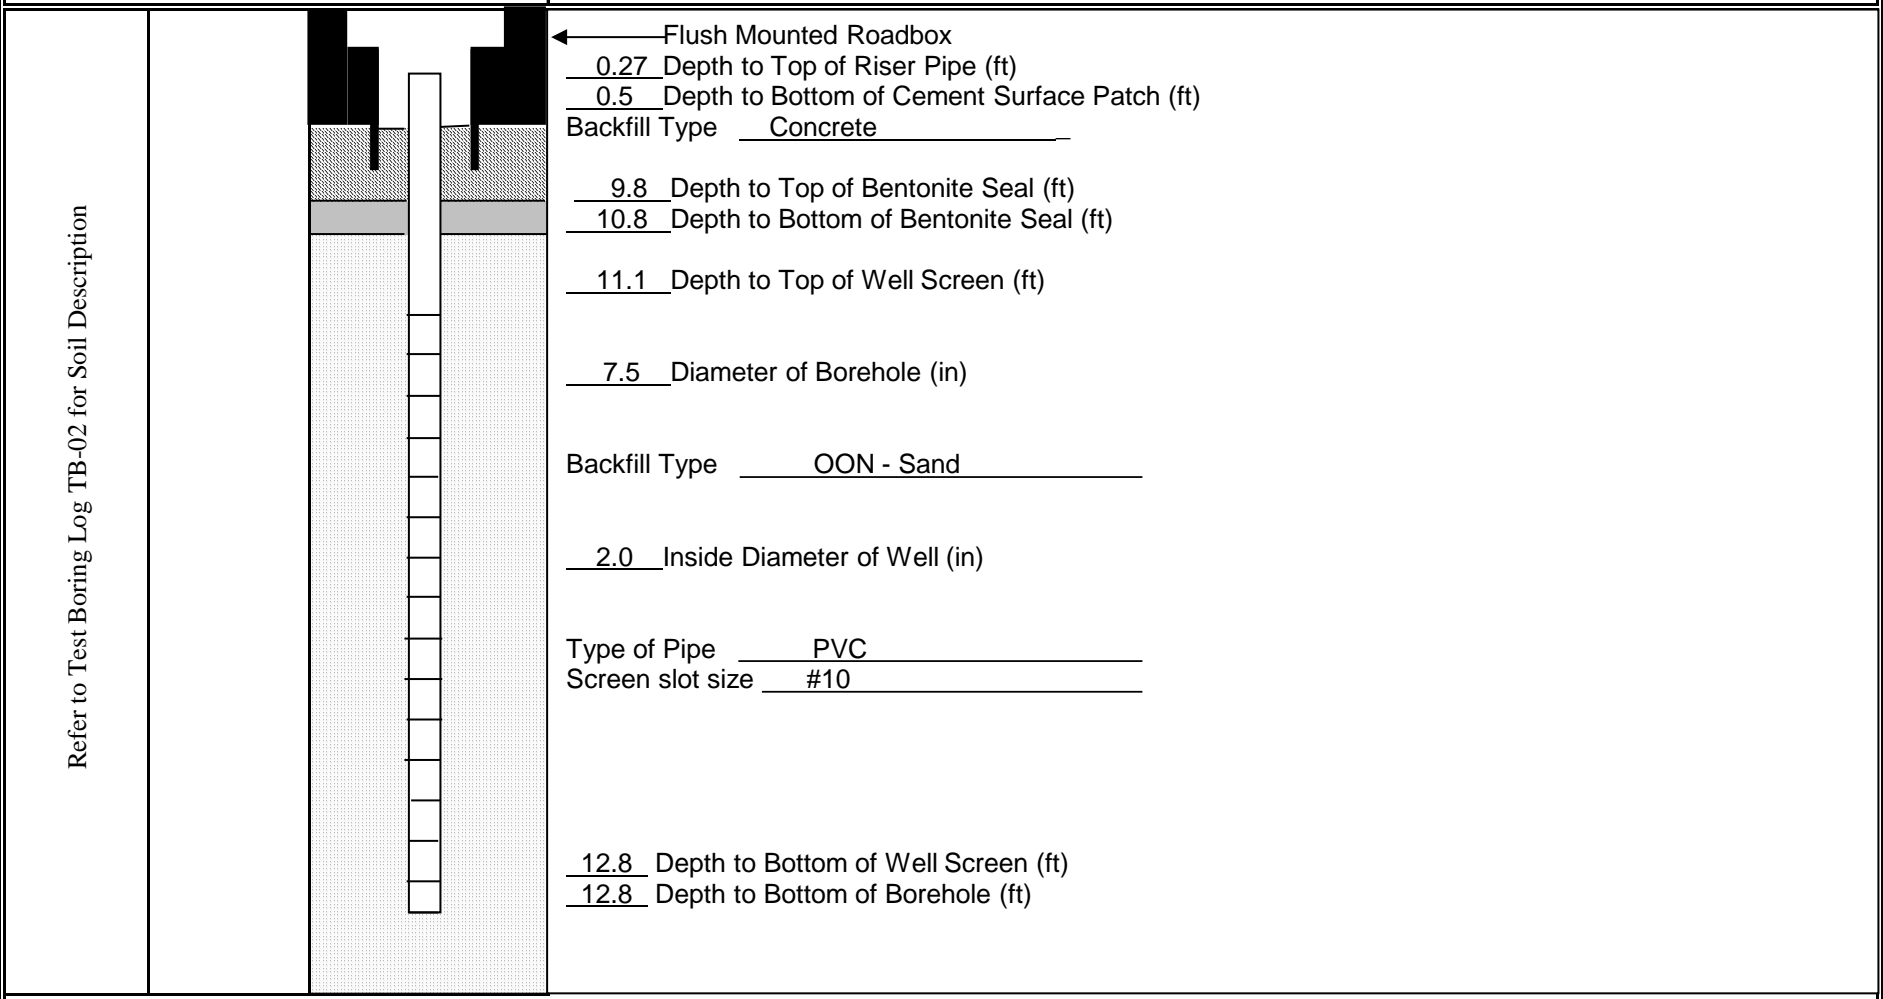 Refer to Test Boring Log TB-02 for Soil Description
Flush Mounted Roadbox
0.27 Depth to Top of Riser Pipe (ft)
0.5 Depth to Bottom of Cement Surface Patch (ft)
Backfill Type Concrete _
9.8 Depth to Top of Bentonite Seal (ft)
10.8 Depth to Bottom of Bentonite Seal (ft)
11.1 Depth to Top of Well Screen (ft)
7.5 Diameter of Borehole (in)
Backfill Type OON - Sand
2.0 Inside Diameter of Well (in)
Type of Pipe PVC
Screen slot size #10
12.8 Depth to Bottom of Well Screen (ft)
12.8 Depth to Bottom of Borehole (ft)